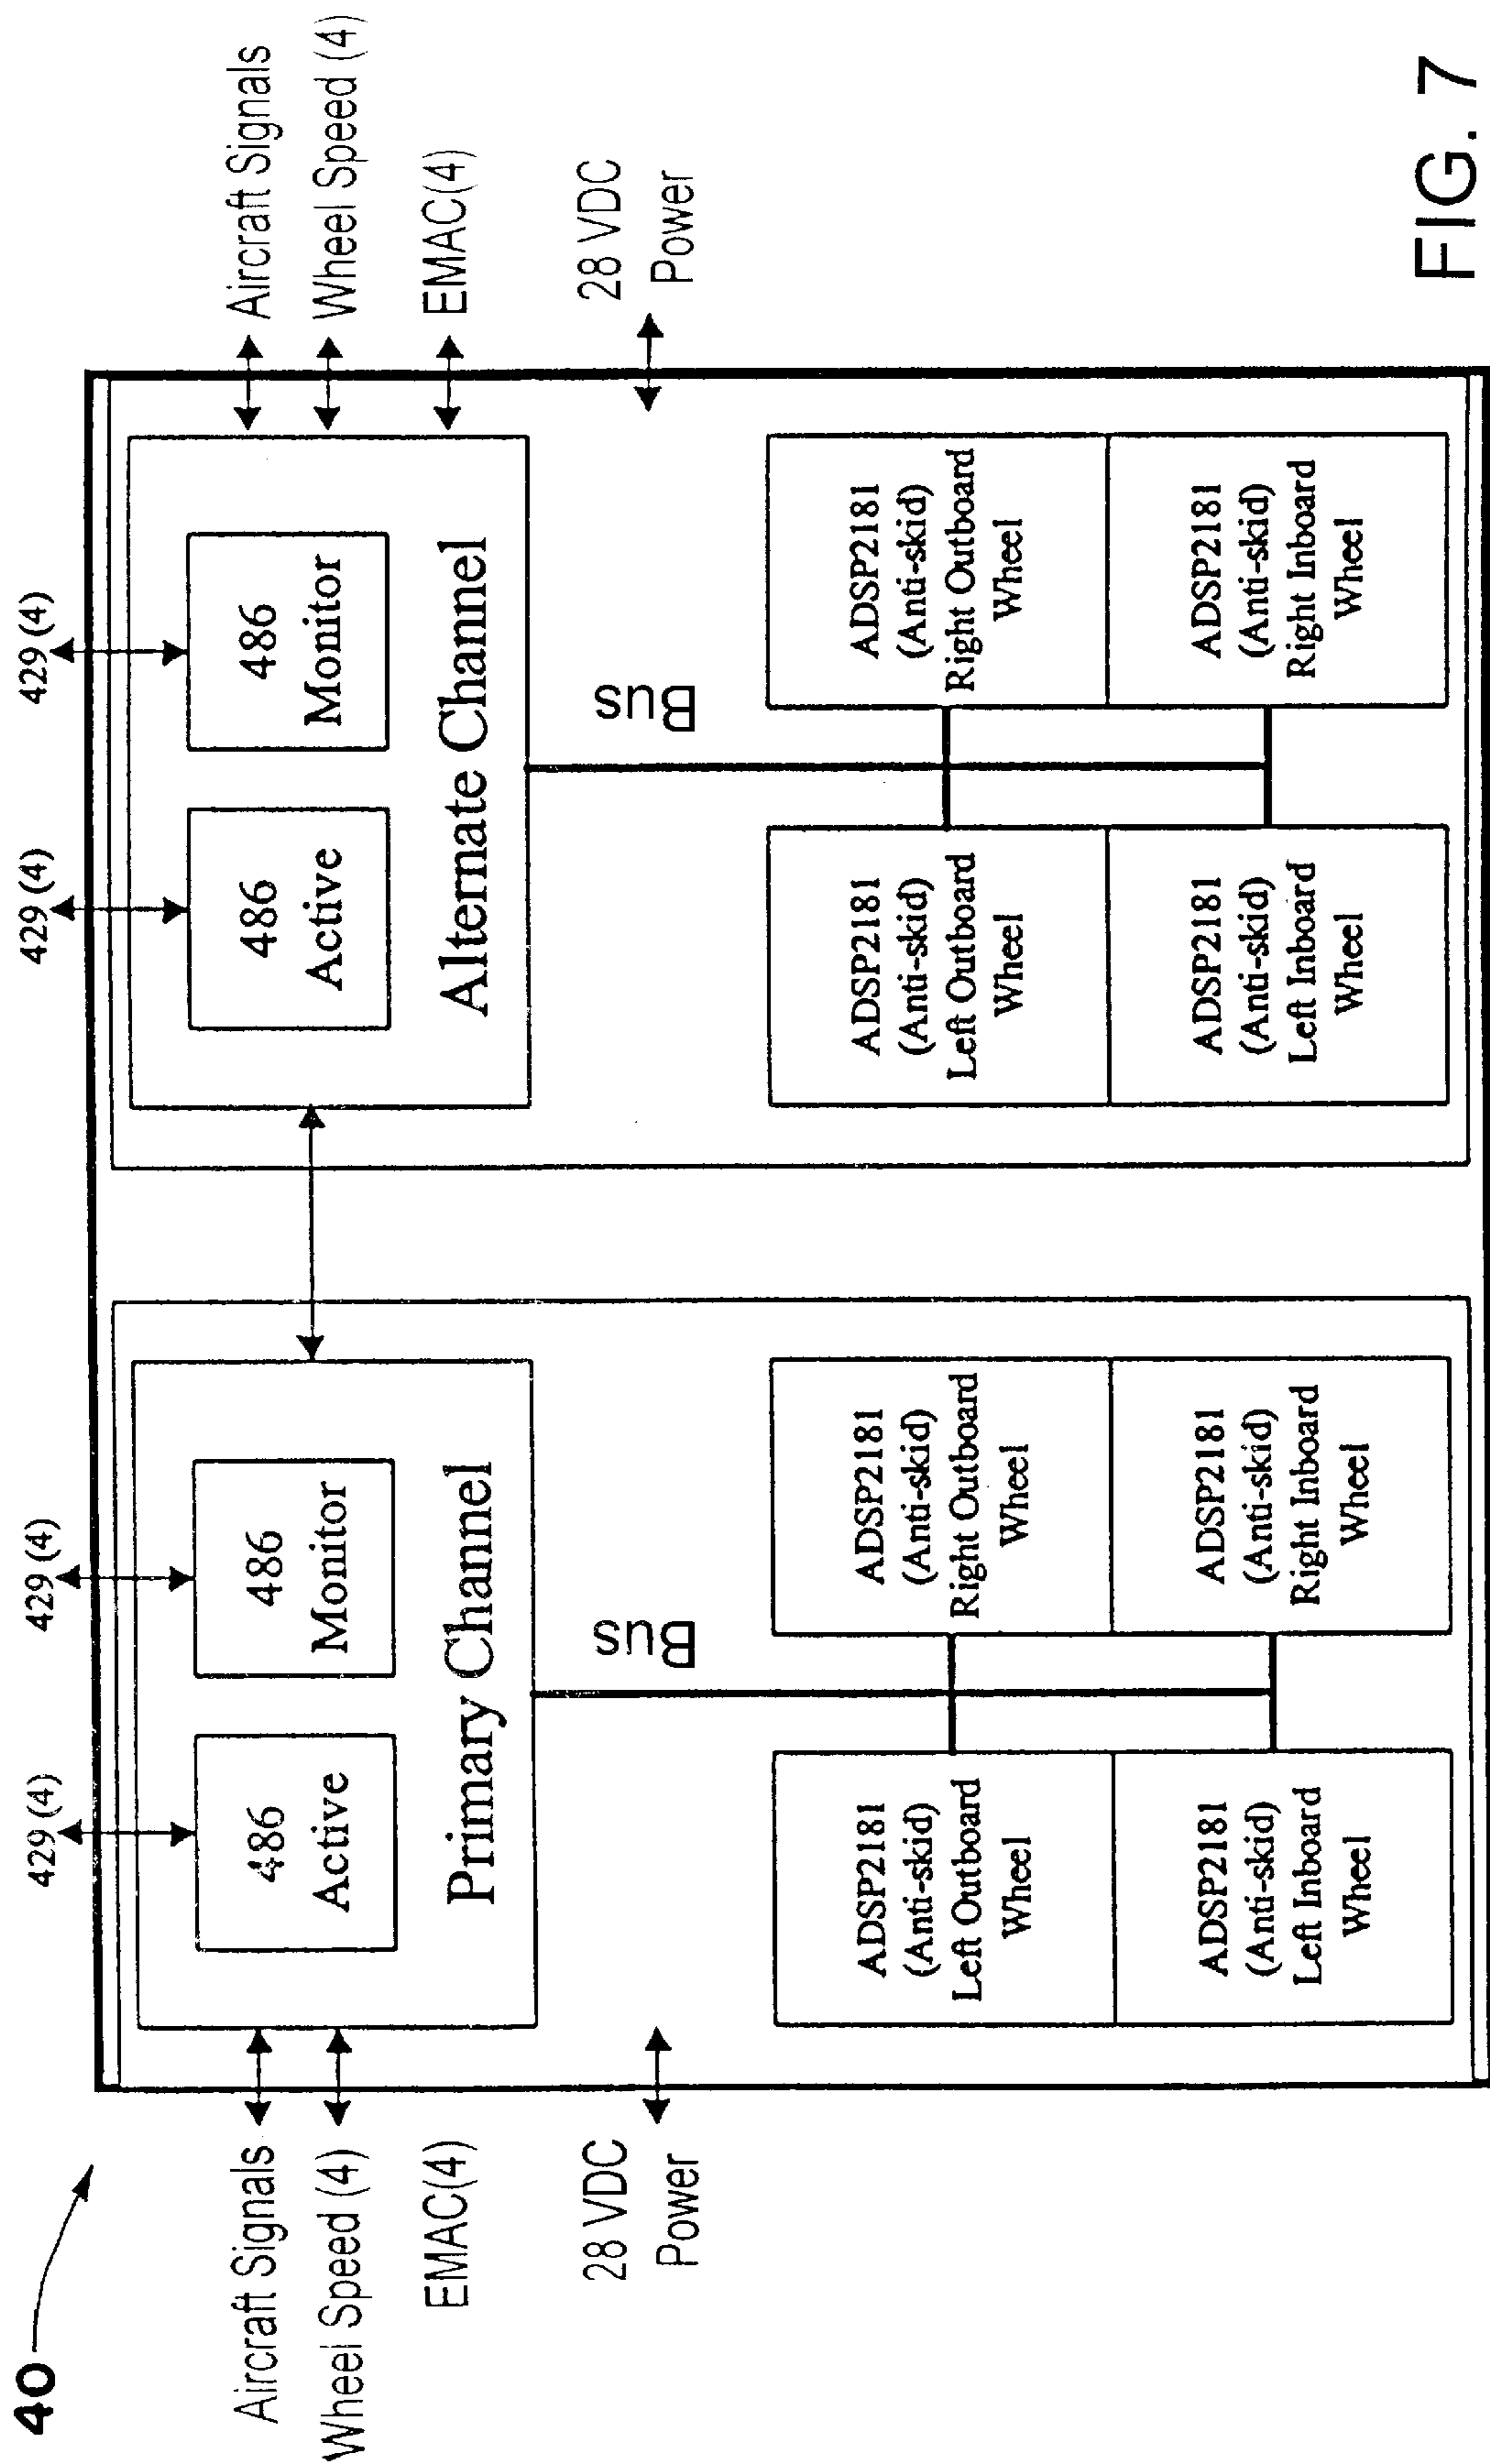 40
429 (4)
429 (4)
429 (4)
429 (4)
Aircraft Signals
Wheel Speed (4)
EMAC(4)
28 VDC
Power
486
Active
486
Monitor
Primary Channel
Bus
ADSP2181
(Anti-skid)
Left Outboard
Wheel
ADSP2181
(Anti-skid)
Right Outboard
Wheel
ADSP2181
(Anti-skid)
Left Inboard
Wheel
ADSP2181
(Anti-skid)
Right Inboard
Wheel
486
Active
486
Monitor
Alternate Channel
Bus
ADSP2181
(Anti-skid)
Left Outboard
Wheel
ADSP2181
(Anti-skid)
Right Outboard
Wheel
ADSP2181
(Anti-skid)
Left Inboard
Wheel
ADSP2181
(Anti-skid)
Right Inboard
Wheel
Aircraft Signals
Wheel Speed (4)
EMAC(4)
28 VDC
Power
FIG. 7